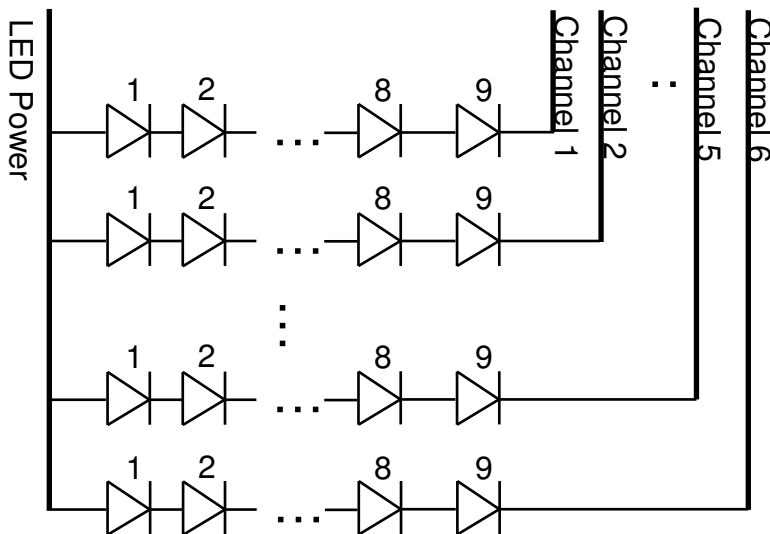 LED Power
Channel 1
Channel 2
..
Channel 5
Channel 6
1 2 ... 8 9
1 2 ... 8 9
...
1 2 ... 8 9
1 2 ... 8 9